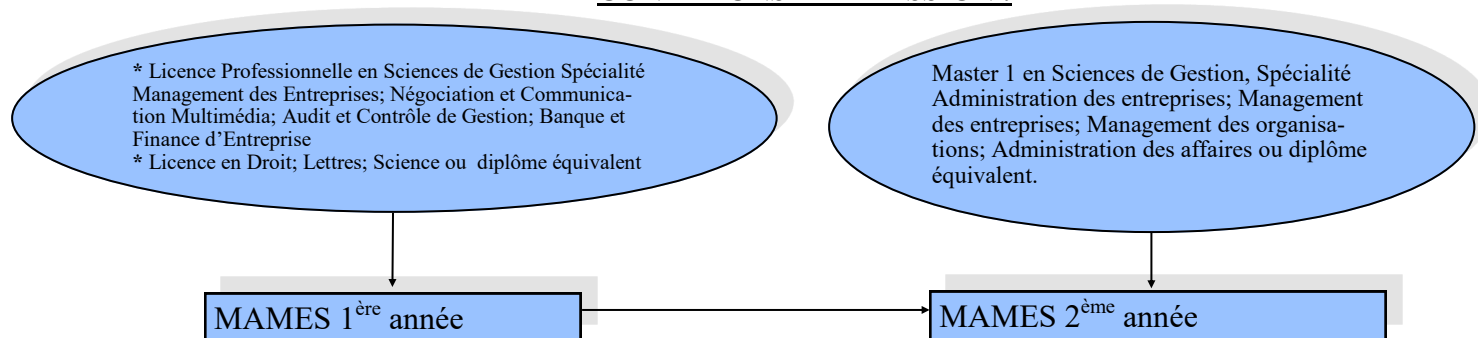 * Licence Professionnelle en Sciences de Gestion Spécialité
Management des Entreprises; Négociation et Communica-
tion Multimédia; Audit et Contrôle de Gestion; Banque et
Finance d’Entreprise
* Licence en Droit; Lettres; Science ou diplôme équivalent
Master 1 en Sciences de Gestion, Spécialité
Administration des entreprises; Management
des entreprises; Management des organisa-
tions; Administration des affaires ou diplôme
équivalent.
MAMES 1ère année
MAMES 2ème année